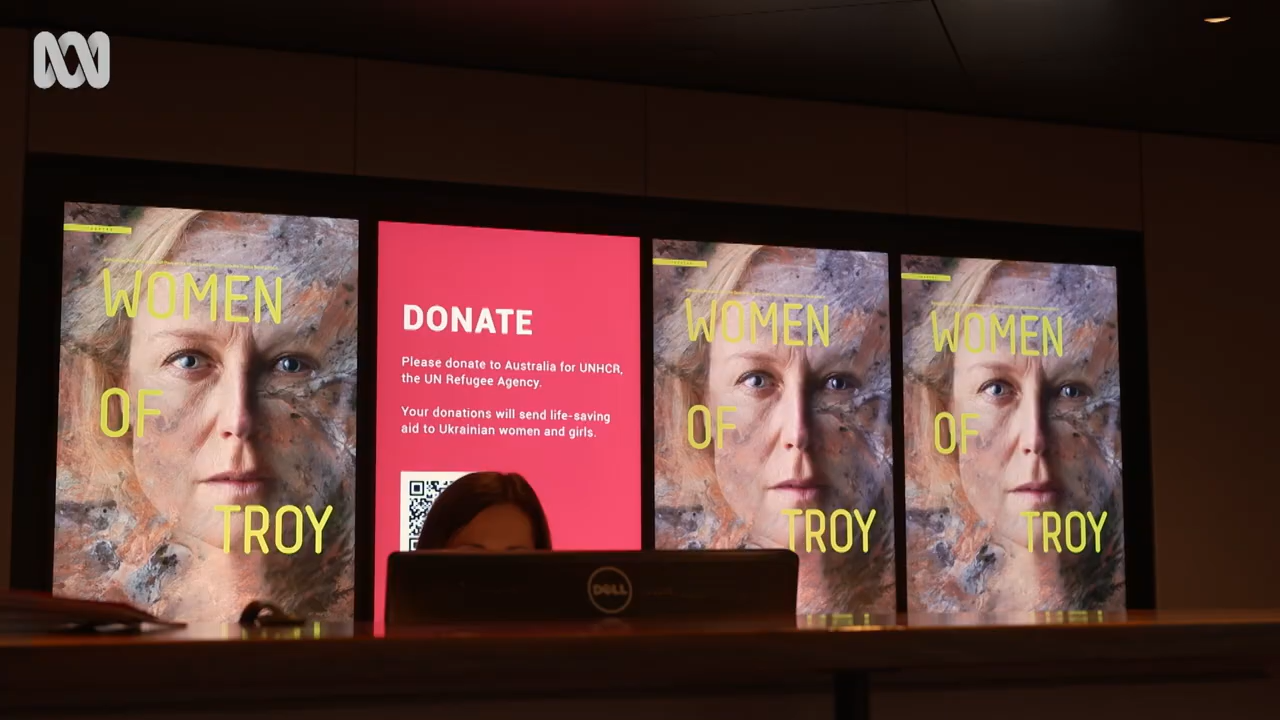 WOMEN
OF
TROY
DONATE
Please donate to Australia for UNHCR,
the UN Refugee Agency.
Your donations will send life-saving
aid to Ukrainian women and girls.
WOMEN
OF
TROY
WOMEN
OF
TROY
DELL